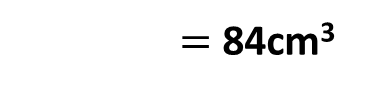 = 84cm³